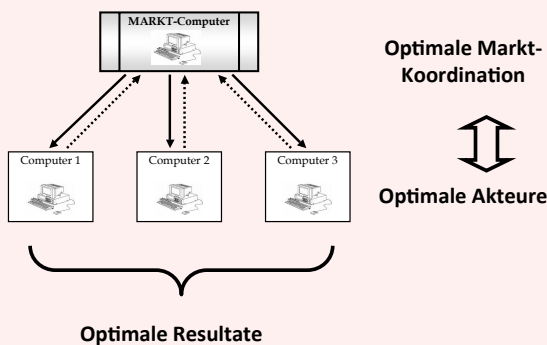 MARKT-Computer
Optimale Markt-
Koordination
Computer 1
Computer 2
Computer 3
Optimale Akteure
Optimale Resultate